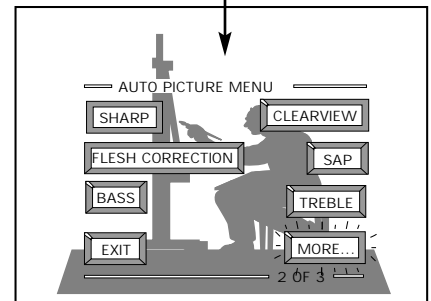 AUTO PICTURE MENU
SHARP
CLEARVIEW
FLESH CORRECTION
SAP
BASS
TREBLE
EXIT
MORE...
2 OF 3